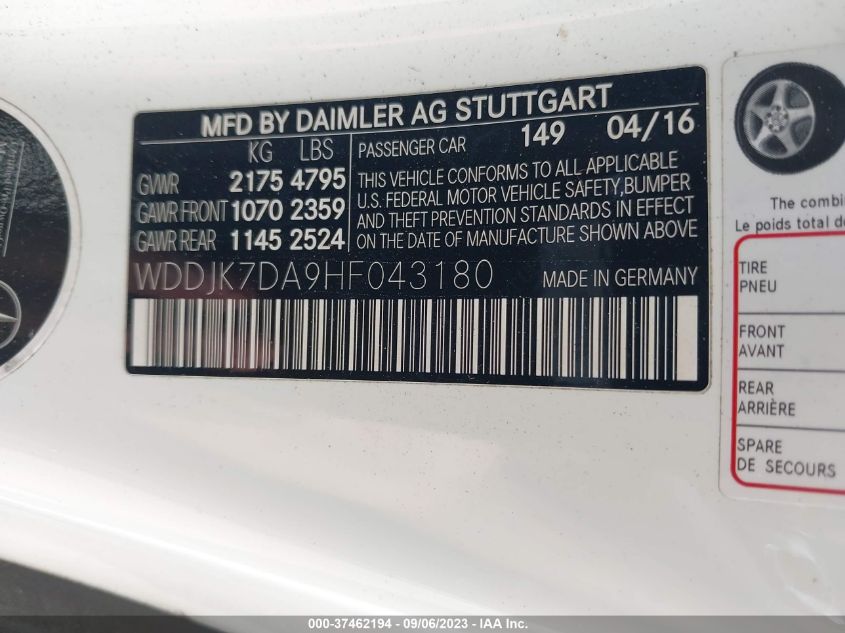 MFD BY DAIMLER AG STUTTGART
KG LBS
GVWR 2175 4795
GAWR FRONT 1070 2359
GAWR REAR 1145 2524
PASSENGER CAR 149 04/16
THIS VEHICLE CONFORMS TO ALL APPLICABLE
U.S. FEDERAL MOTOR VEHICLE SAFETY,BUMPER
AND THEFT PREVENTION STANDARDS IN EFFECT
ON THE DATE OF MANUFACTURE SHOWN ABOVE
WDDJK7DA9HF043180 MADE IN GERMANY
The combi
Le poids total de
TIRE
PNEU
FRONT
AVANT
REAR
ARRIÈRE
SPARE
DE SECOURS
000-37462194 - 09/06/2023 - IAA Inc.